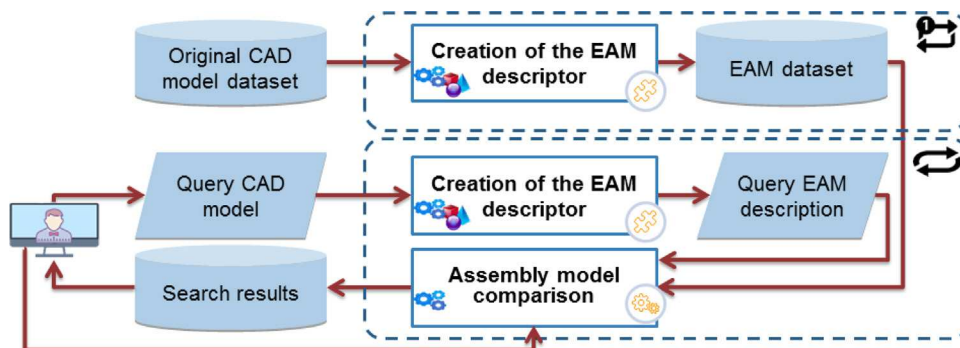 Original CAD
model dataset
Creation of the EAM
descriptor
EAM dataset
1
Query CAD
model
Creation of the EAM
descriptor
Query EAM
description
Search results
Assembly model
comparison